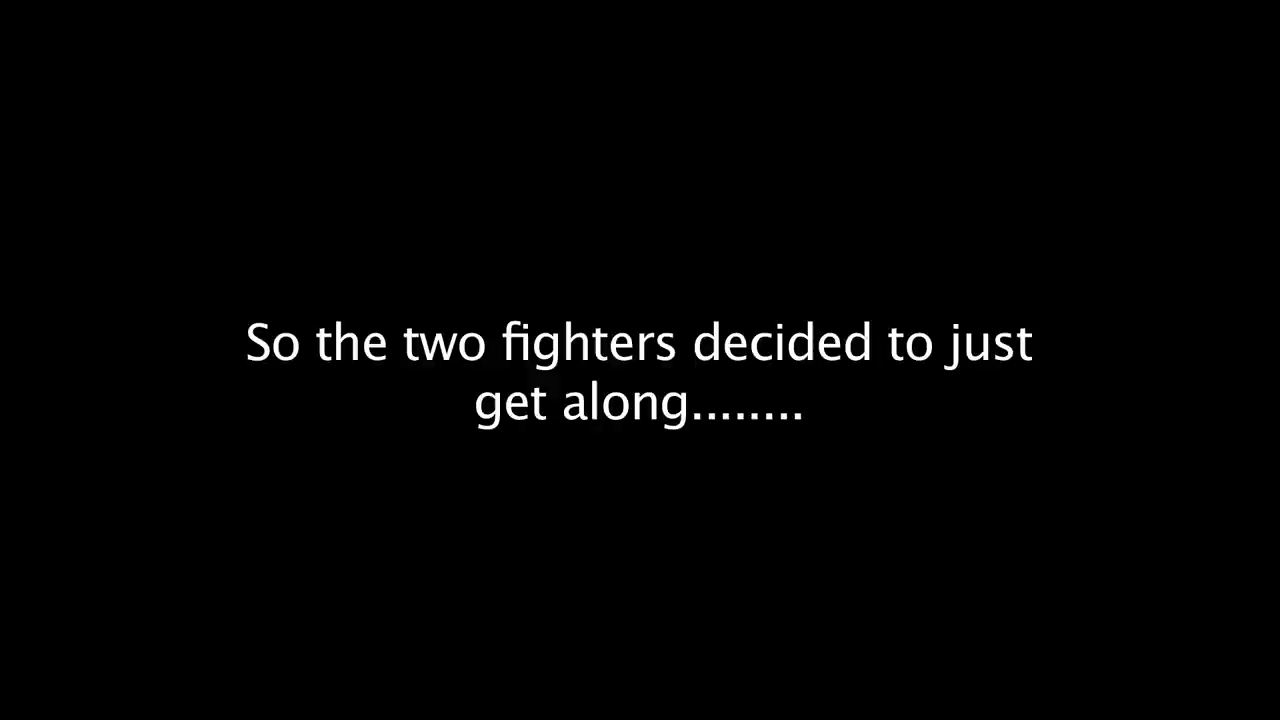 So the two fighters decided to just
get along........